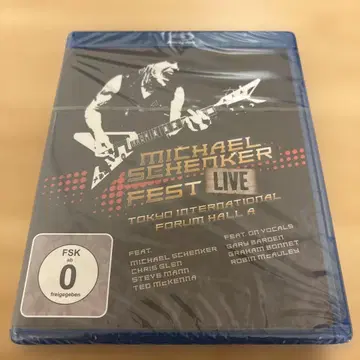 MICHAEL
SCHENKER
FEST LIVE
TOKYO INTERNATIONAL
FORUM HALL A
FEAT.
MICHAEL SCHENKER
CHRIS GLEN
STEVE MANN
TED McKENNA
FEAT. ON VOCALS
GARY BARDEN
GRAHAM BONNET
ROBIN McAULEY
FSK
ab
0
freigegeben